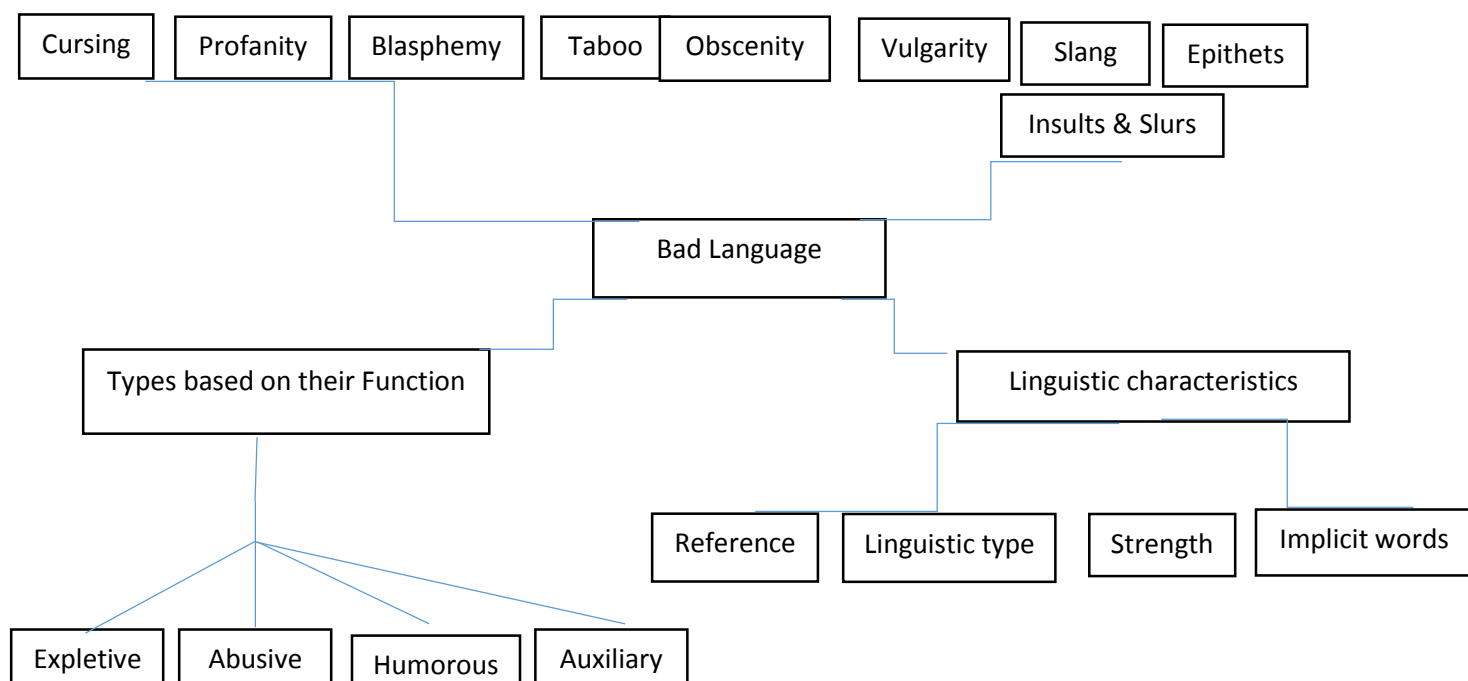 Cursing
Profanity
Blasphemy
Taboo
Obscenity
Vulgarity
Slang
Epithets
Insults & Slurs
Bad Language
Types based on their Function
Linguistic characteristics
Reference
Linguistic type
Strength
Implicit words
Expletive
Abusive
Humorous
Auxiliary